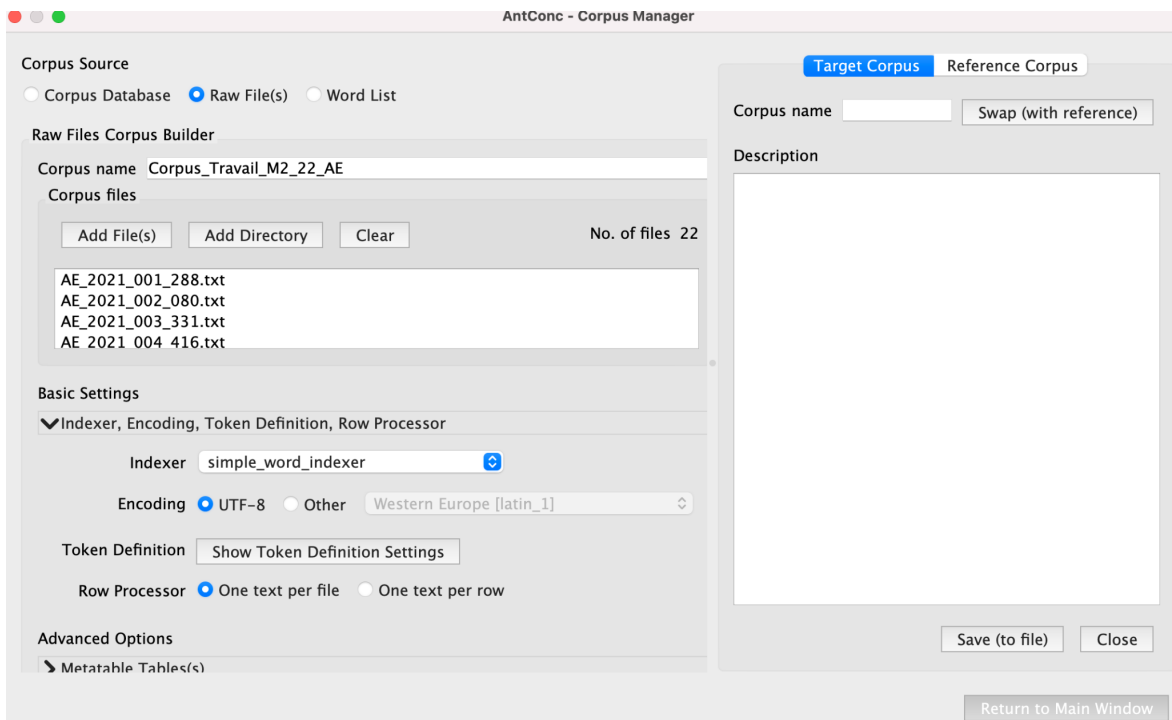 AntConc - Corpus Manager
Corpus Source
Corpus Database Raw File(s) Word List
Raw Files Corpus Builder
Corpus name Corpus_Travail_M2_22_AE
Corpus files
Add File(s) Add Directory Clear No. of files 22
AE_2021_001_288.txt
AE_2021_002_080.txt
AE_2021_003_331.txt
AE_2021_004_416.txt
Basic Settings
Indexer, Encoding, Token Definition, Row Processor
Indexer simple_word_indexer
Encoding UTF-8 Other Western Europe [latin_1]
Token Definition Show Token Definition Settings
Row Processor One text per file One text per row
Advanced Options
Metatable Tables(s)
Target Corpus Reference Corpus
Corpus name Swap (with reference)
Description
Save (to file) Close
Return to Main Window